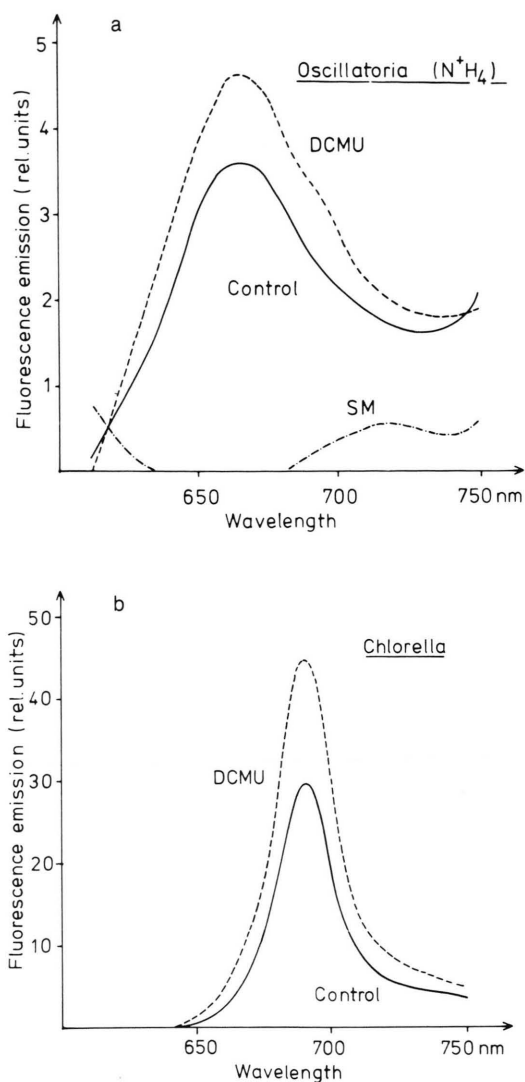 a
Oscillatoria (N⁺H₄)
5
4
3
2
1
Fluorescence emission (rel. units)
DCMU
Control
SM
650
700
750 nm
Wavelength
b
Chlorella
50
40
30
20
10
Fluorescence emission (rel. units)
DCMU
Control
650
700
750 nm
Wavelength